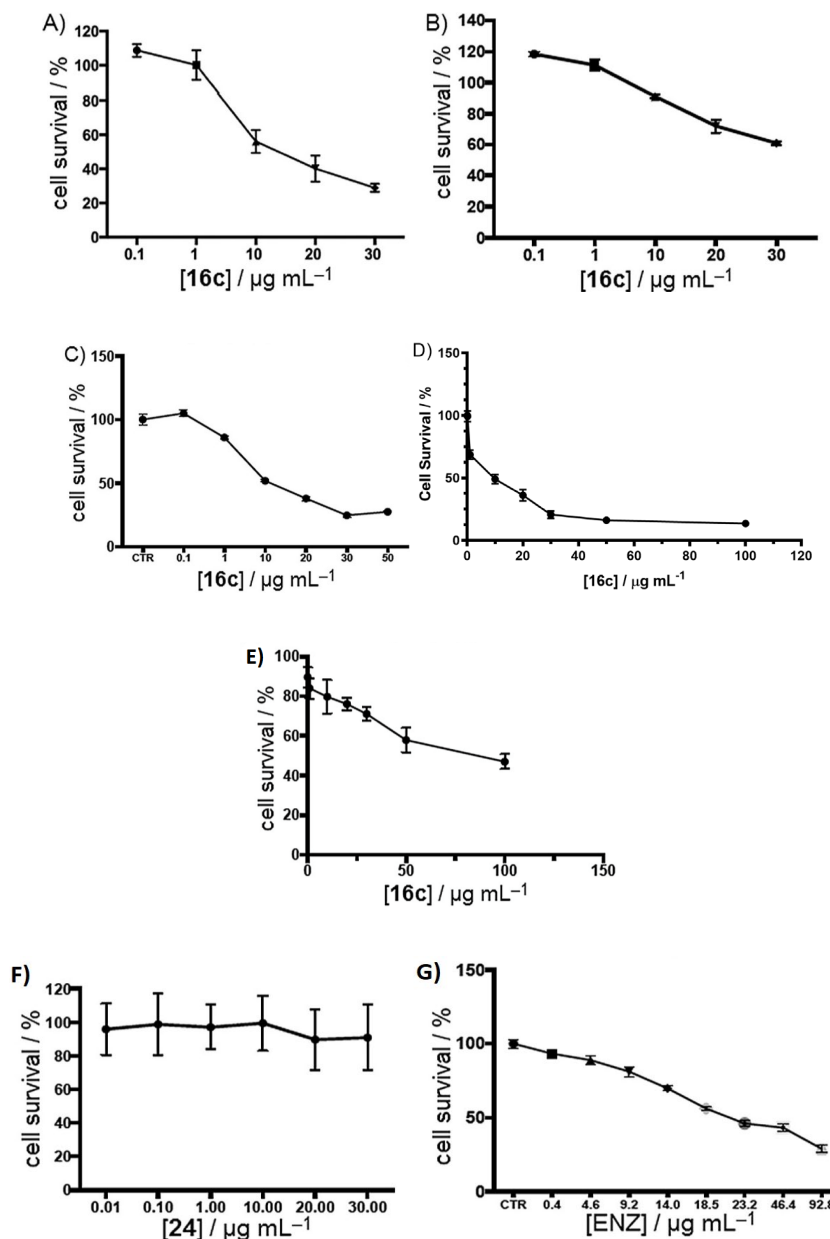 A)
120
100
80
60
40
20
0
cell survival / %
0.1 1 10 20 30
[16c] / µg mL–1
B)
140
120
100
80
60
40
20
0
cell survival / %
0.1 1 10 20 30
[16c] / µg mL–1
C)
150
100
50
0
cell survival / %
CTR 0.1 1 10 20 30 50
[16c] / µg mL–1
D)
150
100
50
0
Cell Survival / %
0 20 40 60 80 100 120
[16c] / µg mL-1
E)
100
80
60
40
20
0
cell survival / %
0 50 100 150
[16c] / µg mL–1
F)
120
100
80
60
40
20
0
cell survival / %
0.01 0.10 1.00 10.00 20.00 30.00
[24] / µg mL–1
G)
150
100
50
0
cell survival / %
CTR 0.4 4.6 9.2 14.0 18.5 23.2 46.4 92.8
[ENZ] / µg mL–1